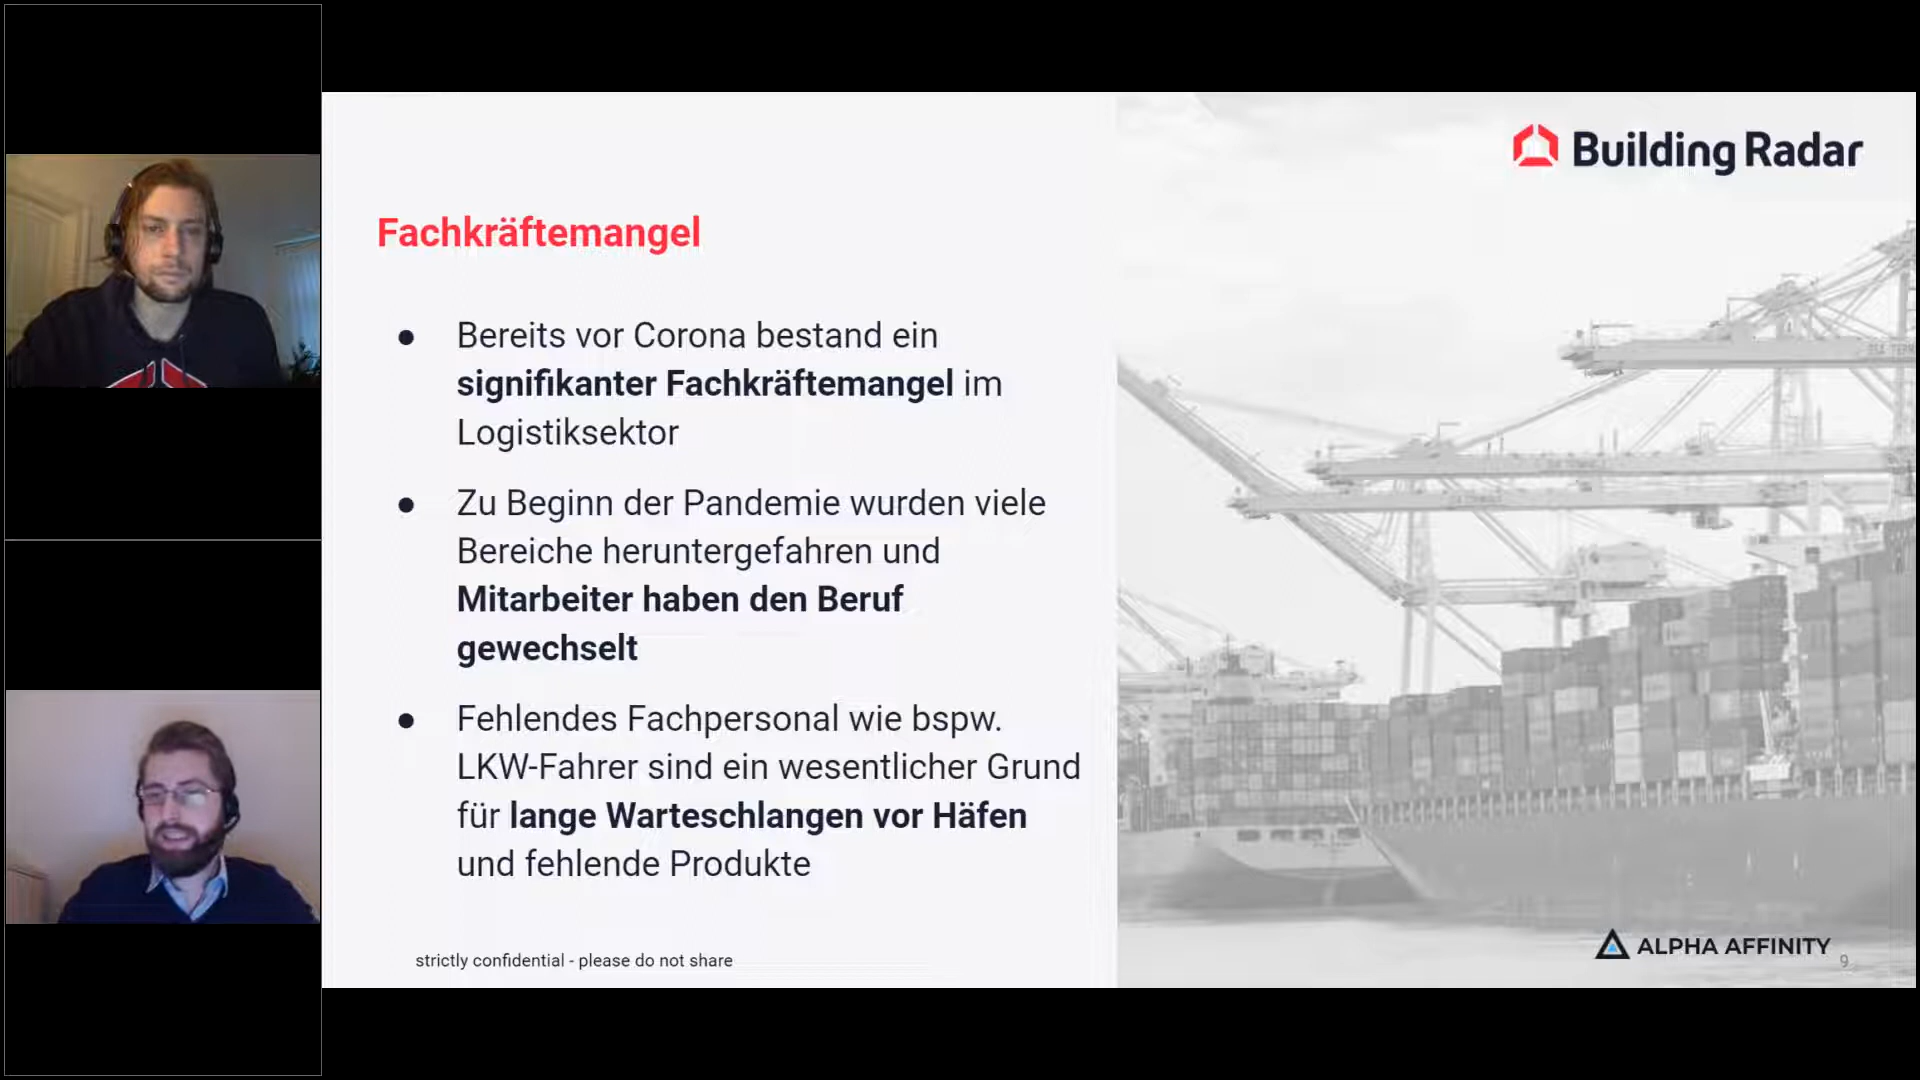 Building Radar
Fachkräftemangel
● Bereits vor Corona bestand ein
signifikanter Fachkräftemangel im
Logistiksektor
● Zu Beginn der Pandemie wurden viele
Bereiche heruntergefahren und
Mitarbeiter haben den Beruf
gewechselt
● Fehlendes Fachpersonal wie bspw.
LKW-Fahrer sind ein wesentlicher Grund
für lange Warteschlangen vor Häfen
und fehlende Produkte
strictly confidential - please do not share
ALPHA AFFINITY
9